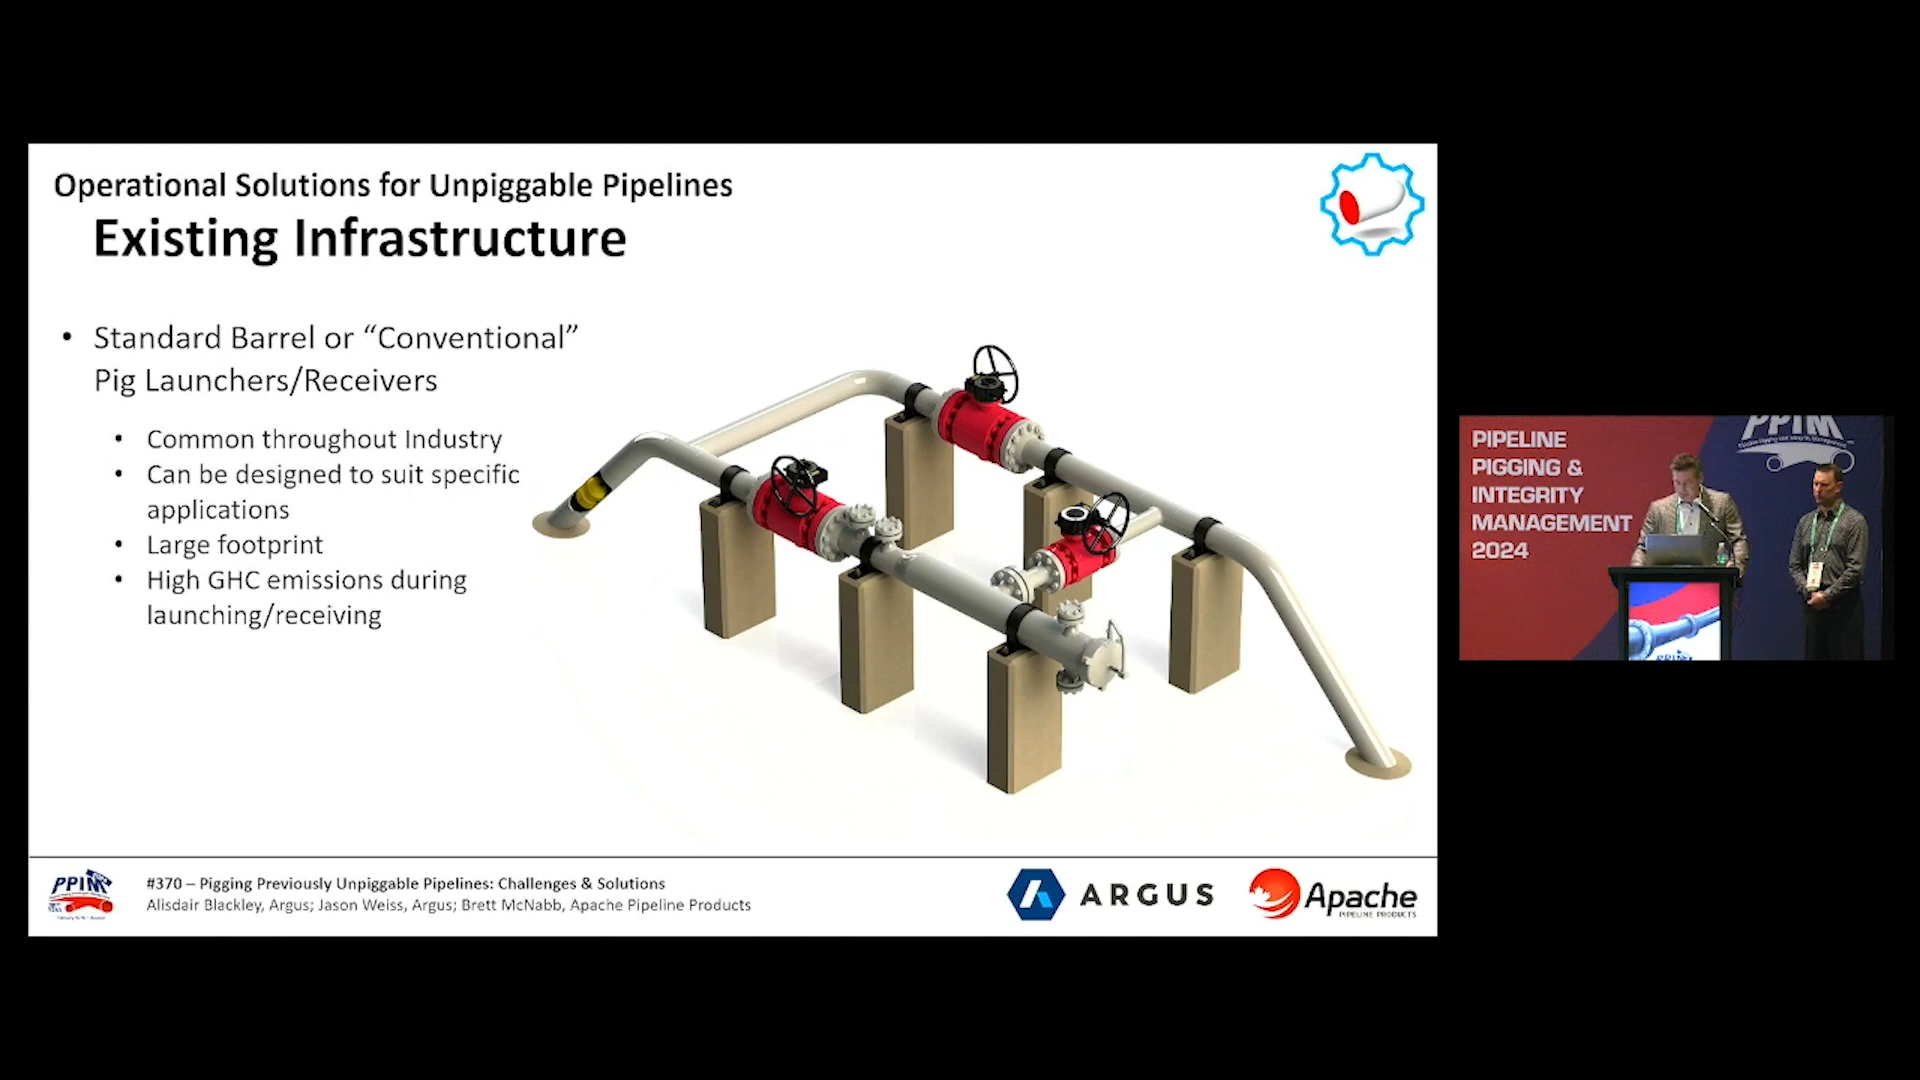 Operational Solutions for Unpiggable Pipelines
Existing Infrastructure
• Standard Barrel or “Conventional”
Pig Launchers/Receivers
• Common throughout Industry
• Can be designed to suit specific
applications
• Large footprint
• High GHC emissions during
launching/receiving
PPIM
#370 – Pigging Previously Unpiggable Pipelines: Challenges & Solutions
Alisdair Blackley, Argus; Jason Weiss, Argus; Brett McNabb, Apache Pipeline Products
ARGUS
Apache
PIPELINE PRODUCTS
PIPELINE
PIGGING &
INTEGRITY
MANAGEMENT
2024
PPIM